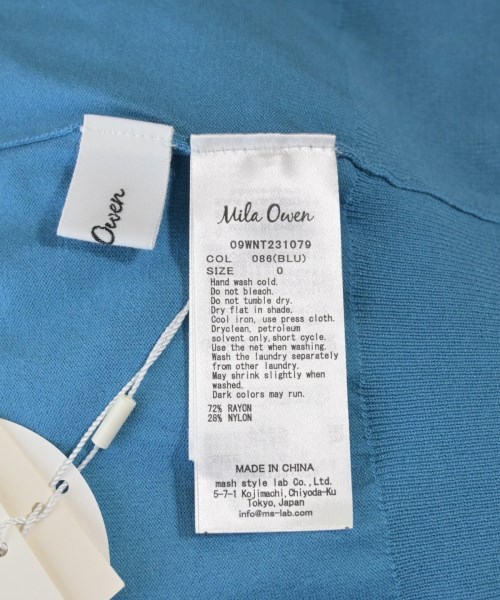 Owen
Mila Owen
09WNT231079
COL 086(BLU)
SIZE 0
Hand wash cold.
Do not bleach.
Do not tumble dry.
Dry flat in shade.
Cool iron, use press cloth.
Dryclean, petroleum
solvent only,short cycle.
Use the net when washing.
Wash the laundry separately
from other laundry.
May shrink slightly when
washed.
Dark colors may run.
72% RAYON
28% NYLON
MADE IN CHINA
mash style lab Co.,Ltd.
5-7-1 Kojimachi,Chiyoda-Ku
Tokyo,Japan
info@ms-lab.com